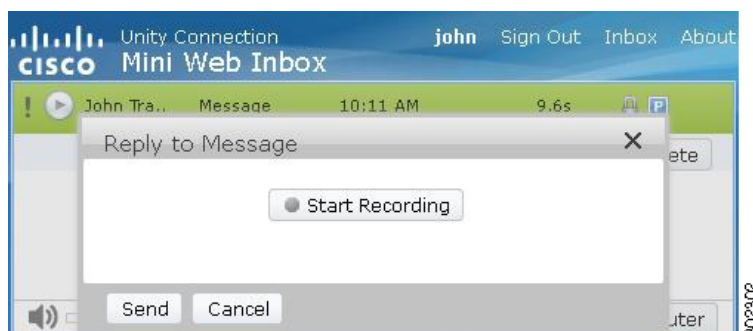 Unity Connection john Sign Out Inbox About
CISCO Mini Web Inbox
! John Tra.. Message 10:11 AM 9.6s P
Reply to Message
ete
Start Recording
Send Cancel
uter